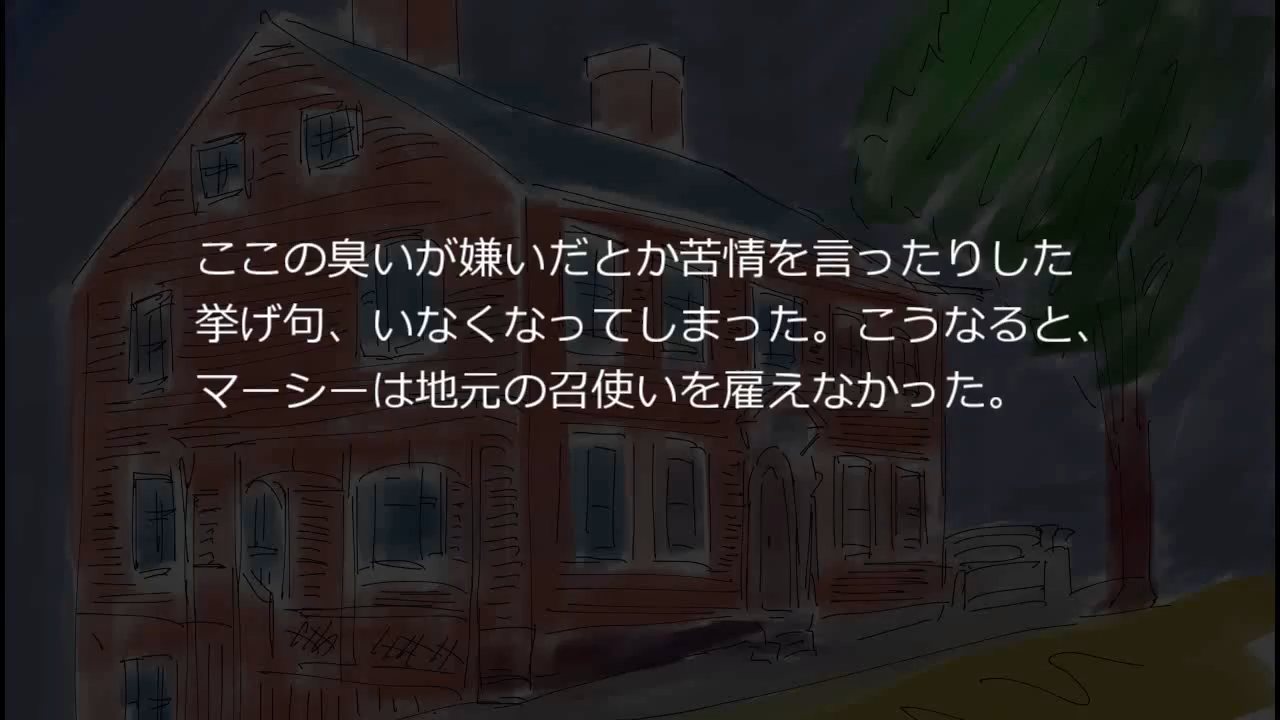 ここの臭いが嫌いだとか苦情を言ったりした
挙げ句、いなくなってしまった。こうなると、
マーシーは地元の召使いを雇えなかった。